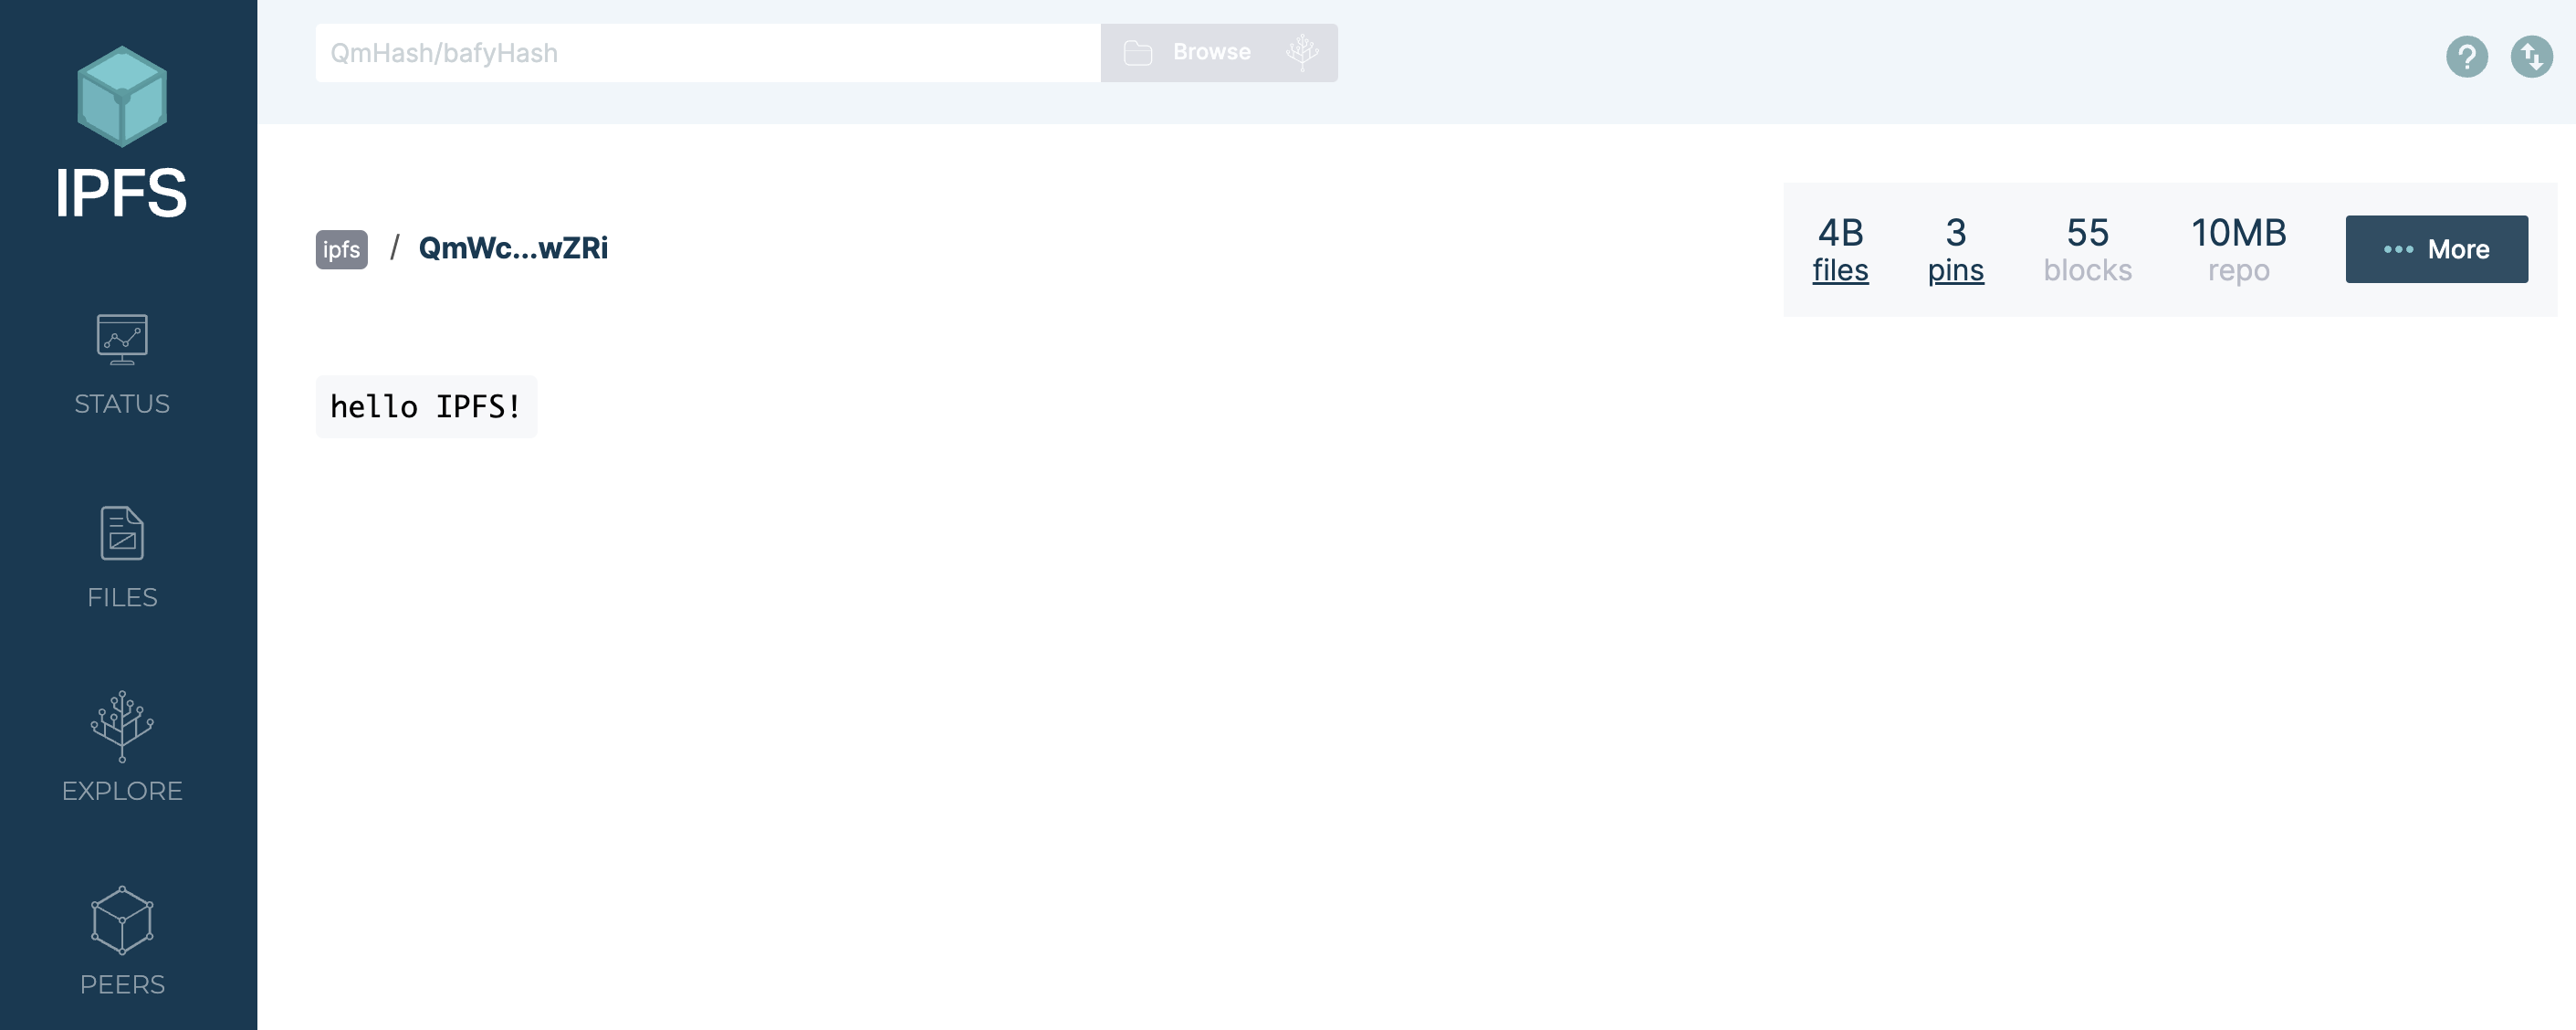 QmHash/bafyHash
Browse
?
IPFS
STATUS
FILES
EXPLORE
PEERS
ipfs / QmWc...wZRi
4B files
3 pins
55 blocks
10MB repo
••• More
hello IPFS!